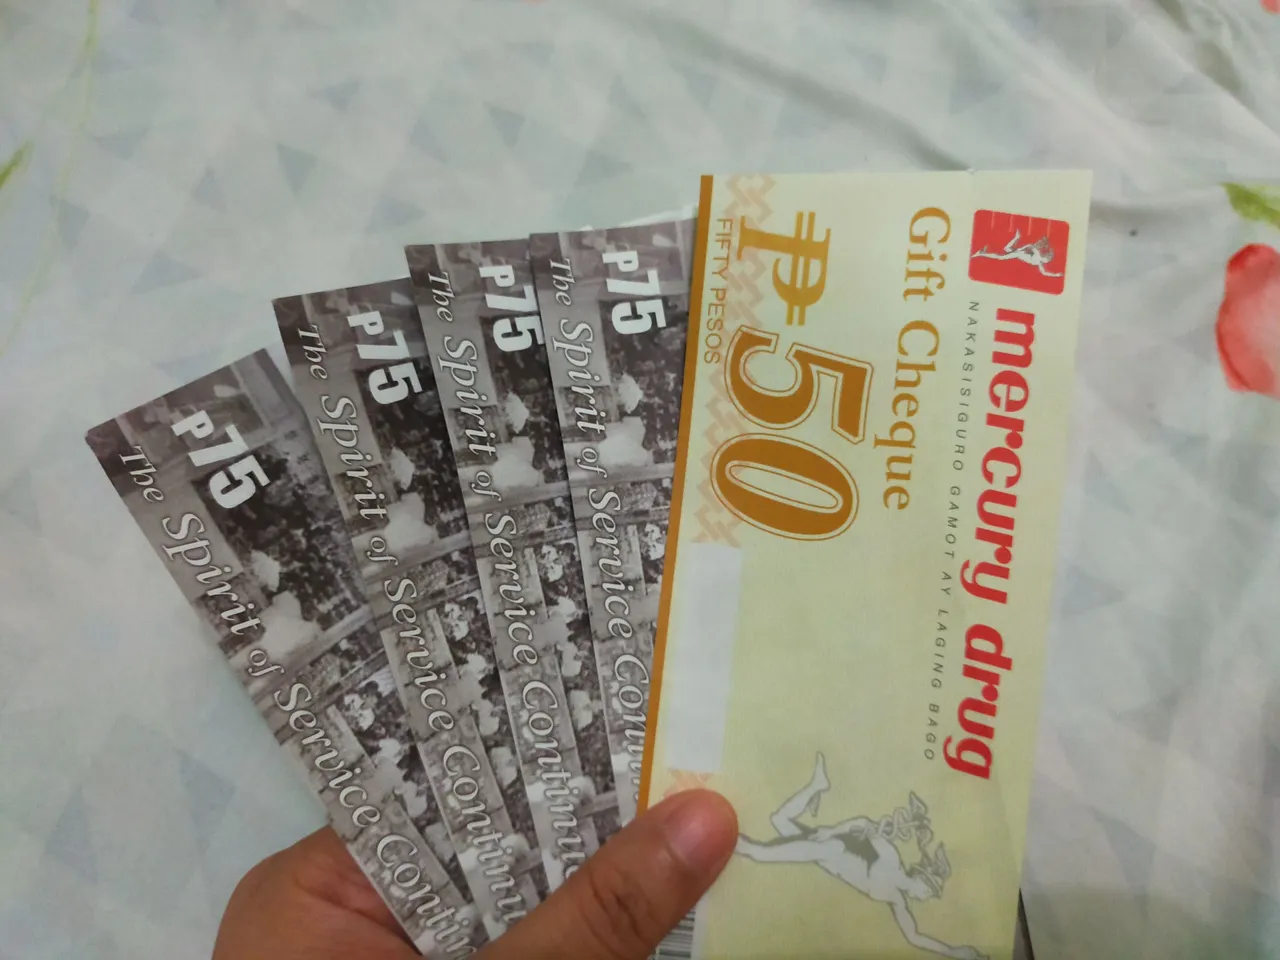 P75
The Spirit of Service Contin
P75
The Spirit of Service Continu
P75
The Spirit of Service Continu
P75
The Spirit of Service Contin
mercury drug
NAKASISIGURO GAMOT AY LAGING BAGO
Gift Cheque
₱50
FIFTY PESOS